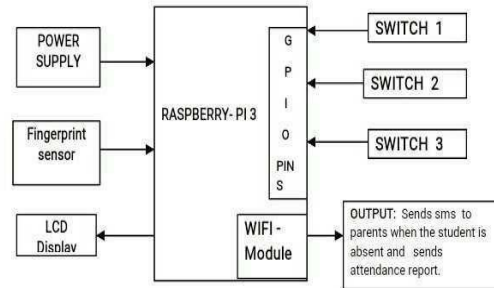 POWER
SUPPLY
Fingerprint
sensor
LCD
Display
RASPBERRY- PI 3
G
P
I
O
PIN
S
WIFI -
Module
SWITCH 1
SWITCH 2
SWITCH 3
OUTPUT: Sends sms to
parents when the student is
absent and sends
attendance report.